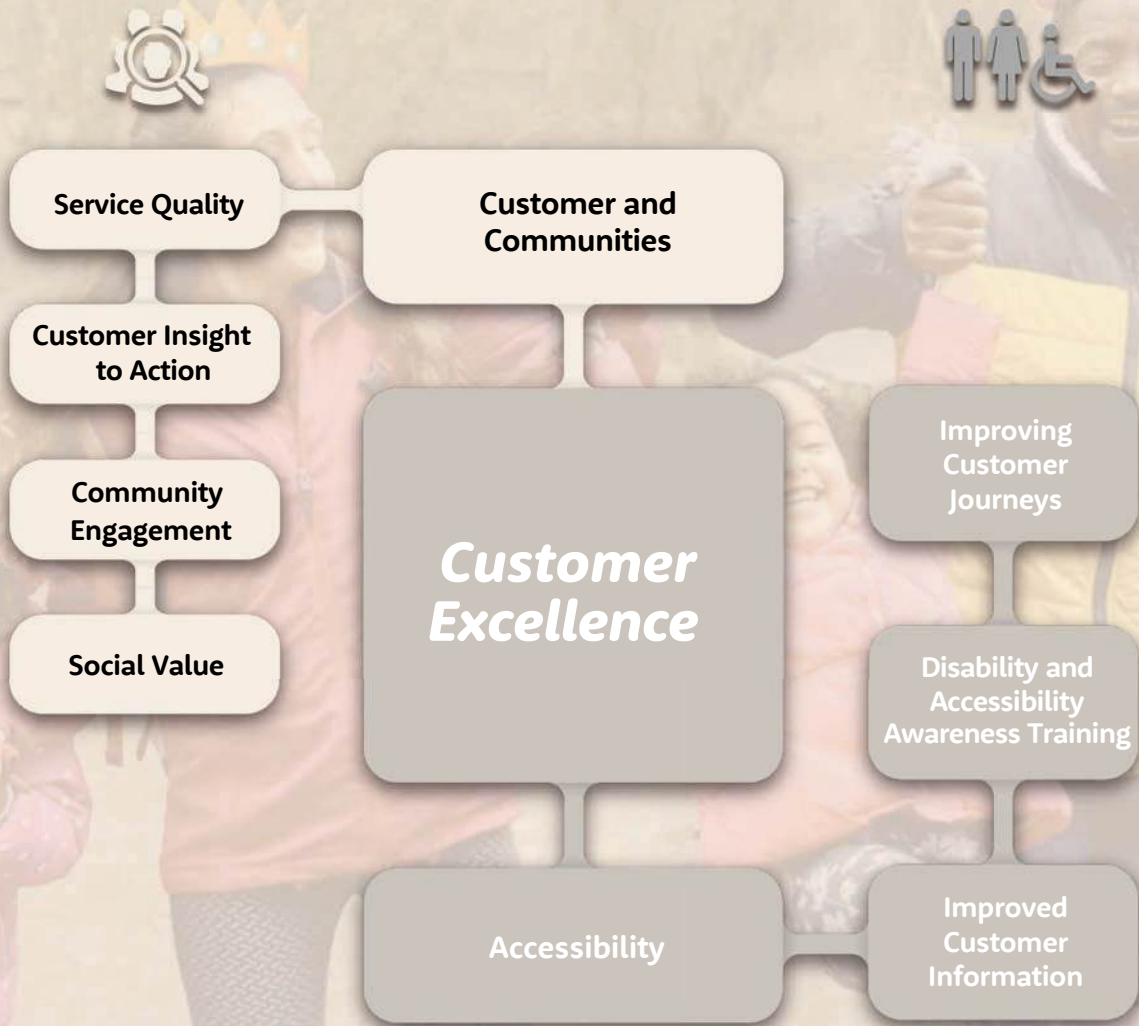 Service Quality
Customer and
Communities
Customer Insight
to Action
Community
Engagement
Social Value
Customer
Excellence
Improving
Customer
Journeys
Disability and
Accessibility
Awareness Training
Accessibility
Improved
Customer
Information